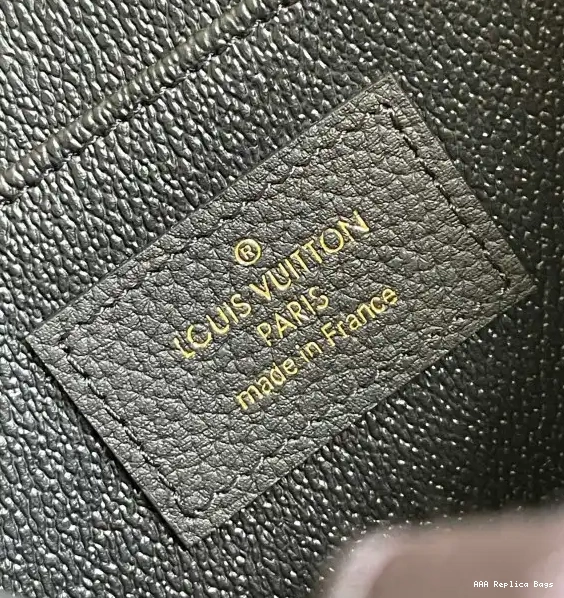 ®
LOUIS VUITTON
PARIS
made in France
AAA Replica Bags